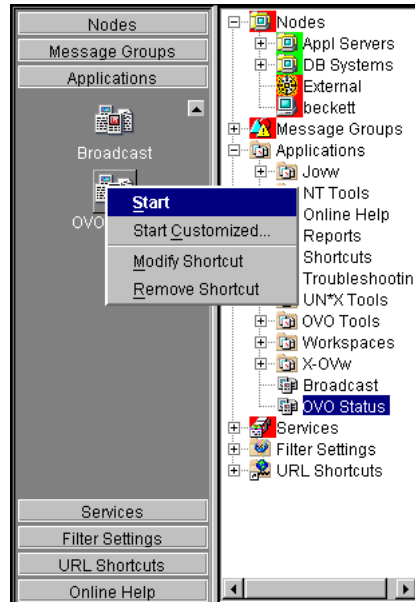 Nodes
Message Groups
Applications
Broadcast
OVO
Start
Start Customized...
Modify Shortcut
Remove Shortcut
Services
Filter Settings
URL Shortcuts
Online Help
Nodes
Appl Servers
DB Systems
External
beckett
Message Groups
Applications
Jovw
NT Tools
Online Help
Reports
Shortcuts
Troubleshootin
UN*X Tools
OVO Tools
Workspaces
X-OVw
Broadcast
OVO Status
Services
Filter Settings
URL Shortcuts